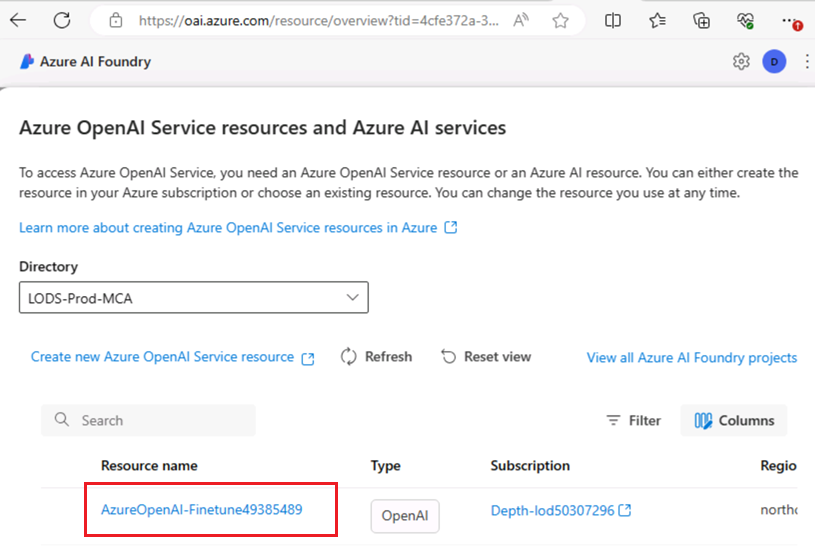 https://oai.azure.com/resource/overview?tid=4cfe372a-3...
Azure AI Foundry
D
Azure OpenAI Service resources and Azure AI services
To access Azure OpenAI Service, you need an Azure OpenAI Service resource or an Azure AI resource. You can either create the
resource in your Azure subscription or choose an existing resource. You can change the resource you use at any time.
Learn more about creating Azure OpenAI Service resources in Azure
Directory
LODS-Prod-MCA
Create new Azure OpenAI Service resource Refresh Reset view View all Azure AI Foundry projects
Search Filter Columns
Resource name Type Subscription Regio
AzureOpenAI-Finetune49385489 OpenAI Depth-lod50307296 northc